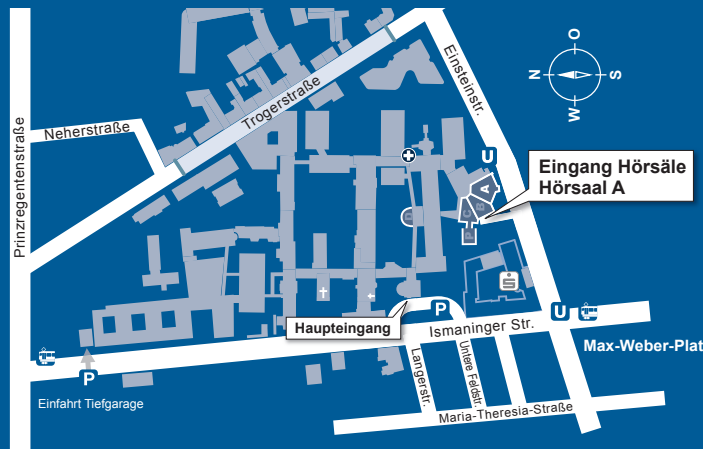 Prinzregentenstraße
Neherstraße
Trogerstraße
Einsteinstr.
O
N
S
W
U
Eingang Hörsäle
Hörsaal A
A
B
C
P
D
Haupteingang
P
Ismaninger Str.
U
Max-Weber-Plat
P
Einfahrt Tiefgarage
Langerstr.
Untere Feldstr.
Maria-Theresia-Straße